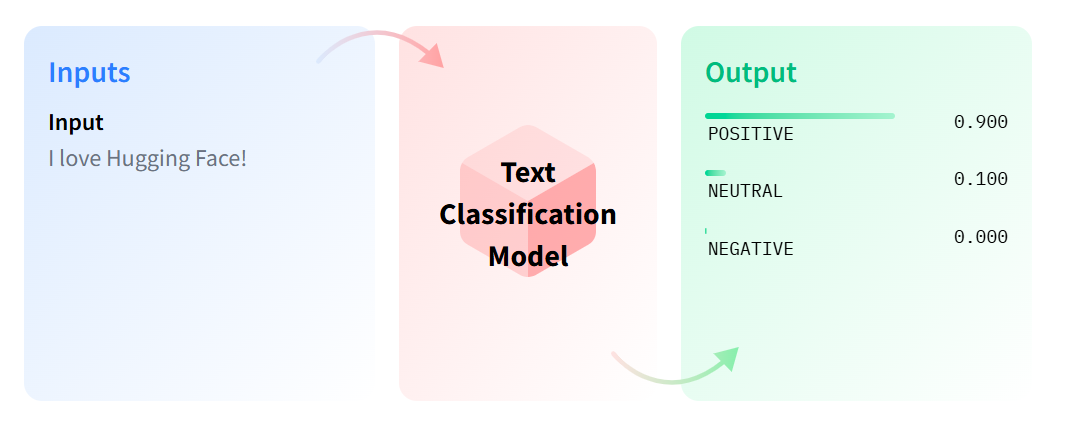 Inputs
Input
I love Hugging Face!
Text
Classification
Model
Output
POSITIVE 0.900
NEUTRAL 0.100
NEGATIVE 0.000